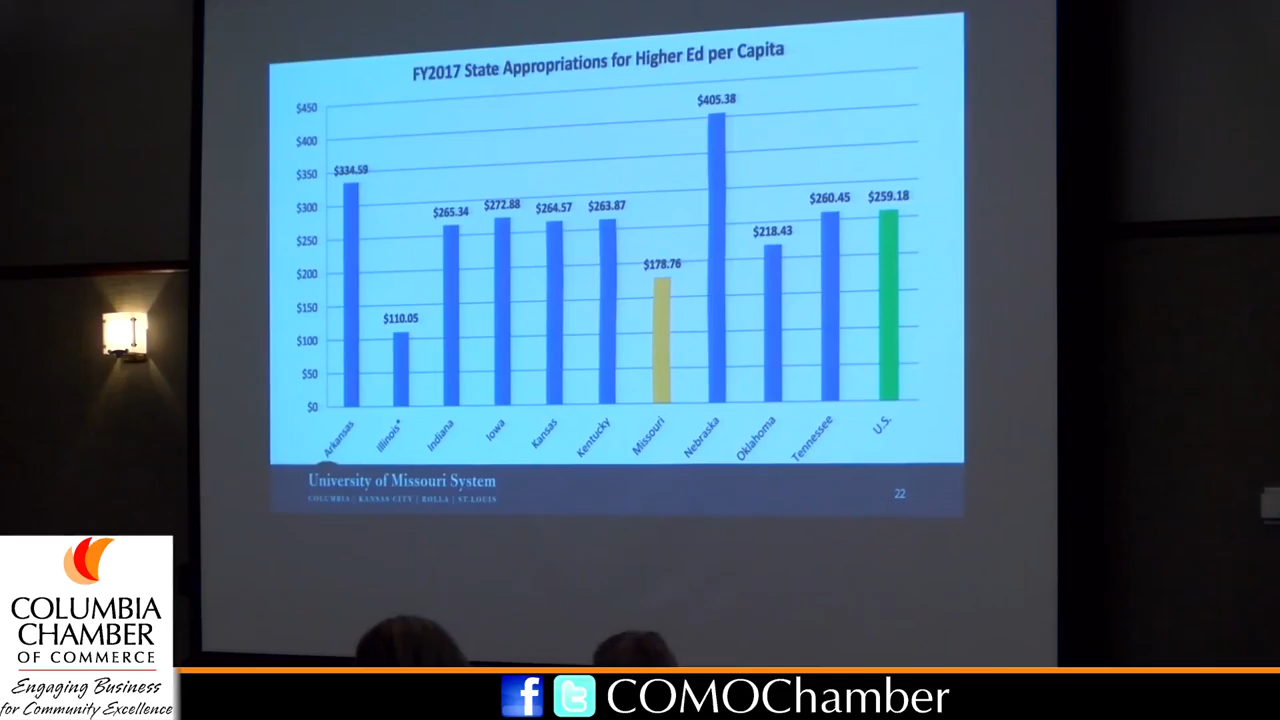 FY2017 State Appropriations for Higher Ed per Capita
$450
$400
$350
$300
$250
$200
$150
$100
$50
$0
$334.59
$110.05
$265.34
$272.88
$264.57
$263.87
$178.76
$405.38
$218.43
$260.45
$259.18
Arkansas
Illinois*
Indiana
Iowa
Kansas
Kentucky
Missouri
Nebraska
Oklahoma
Tennessee
U.S.
University of Missouri System
COLUMBIA | KANSAS CITY | ROLLA | ST. LOUIS
22
COLUMBIA
CHAMBER
OF COMMERCE
Engaging Business
for Community Excellence
f t COMOChamber